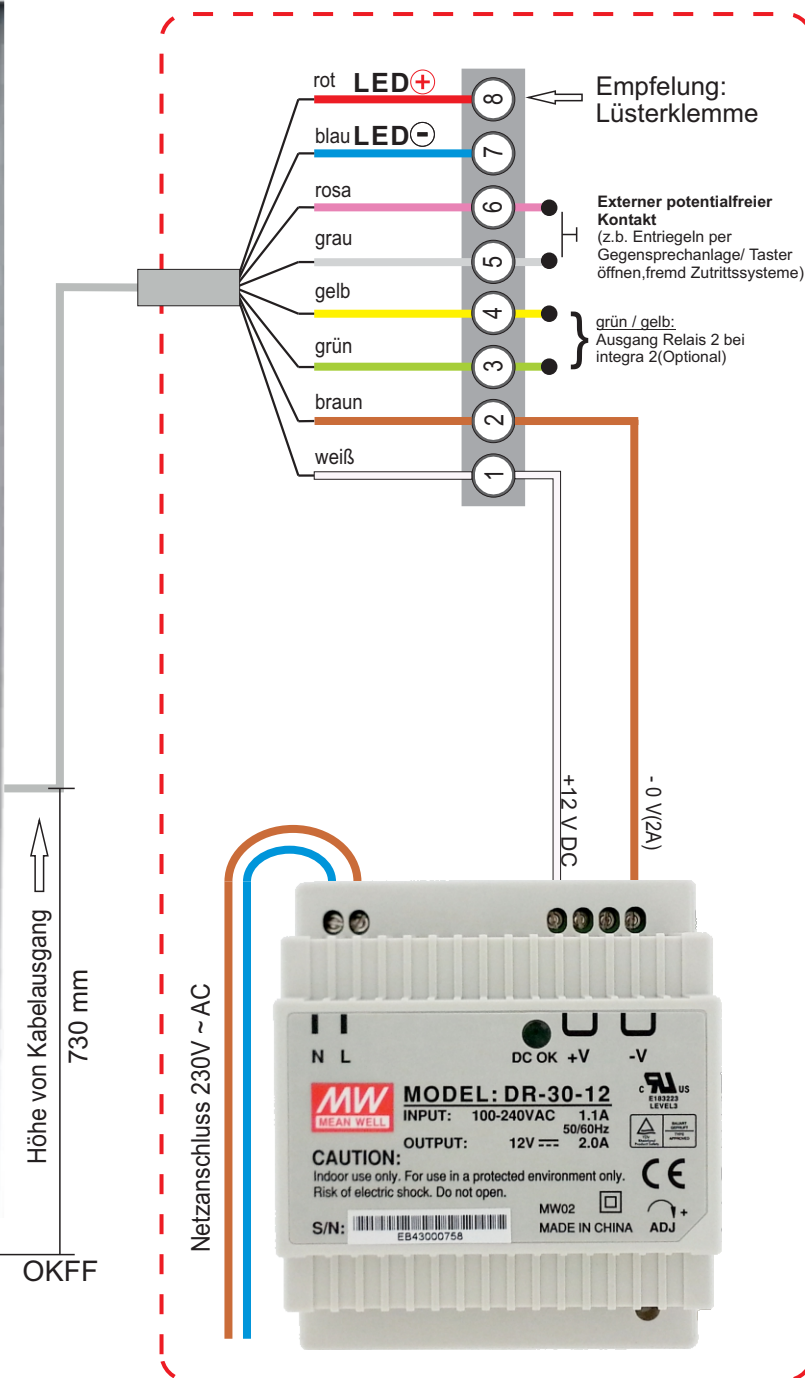 rot LED+
blau LED-
rosa
grau
gelb
grün
braun
weiß
8
7
6
5
4
3
2
1
Empfelung:
Lüsterklemme
Externer potentialfreier
Kontakt
(z.b. Entriegeln per
Gegensprechanlage/ Taster
öffnen,fremd Zutrittssysteme)
grün / gelb:
Ausgang Relais 2 bei
integra 2(Optional)
+12 V DC
- 0 V(2A)
Höhe von Kabelausgang
730 mm
OKFF
Netzanschluss 230V ~ AC
N L
DC OK +V -V
MW
MEAN WELL
MODEL: DR-30-12
INPUT: 100-240VAC 1.1A
50/60Hz
OUTPUT: 12V 2.0A
C US
E183223
LEVEL3
CAUTION:
Indoor use only. For use in a protected environment only.
Risk of electric shock. Do not open.
CE
MW02
S/N:
EB43000758
MADE IN CHINA
ADJ
+